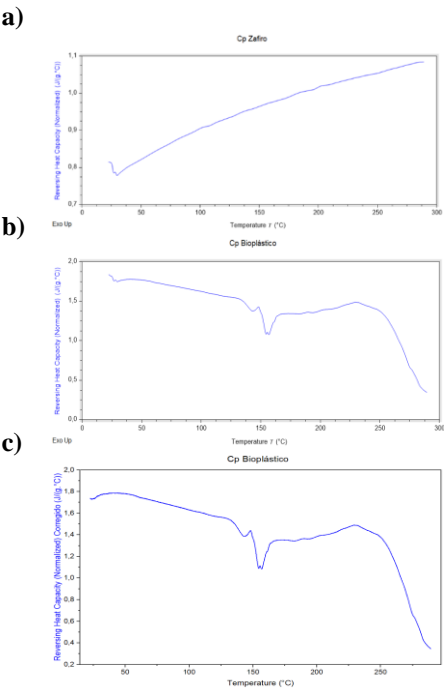 a)
Cp Zafiro
Reversing Heat Capacity (Normalized) (J/(g·°C))
1,1
1,0
0,9
0,8
0,7
0 50 100 150 200 250 300
Exo Up
Temperature T (°C)
b)
Cp Bioplástico
Reversing Heat Capacity (Normalized) (J/(g·°C))
2,0
1,5
1,0
0,5
0,0
0 50 100 150 200 250 300
Exo Up
Temperature T (°C)
c)
Cp Bioplástico
Reversing Heat Capacity (Normalized) Corregido (J/(g·°C))
2,0
1,8
1,6
1,4
1,2
1,0
0,8
0,6
0,4
0,2
50 100 150 200 250
Temperature (°C)